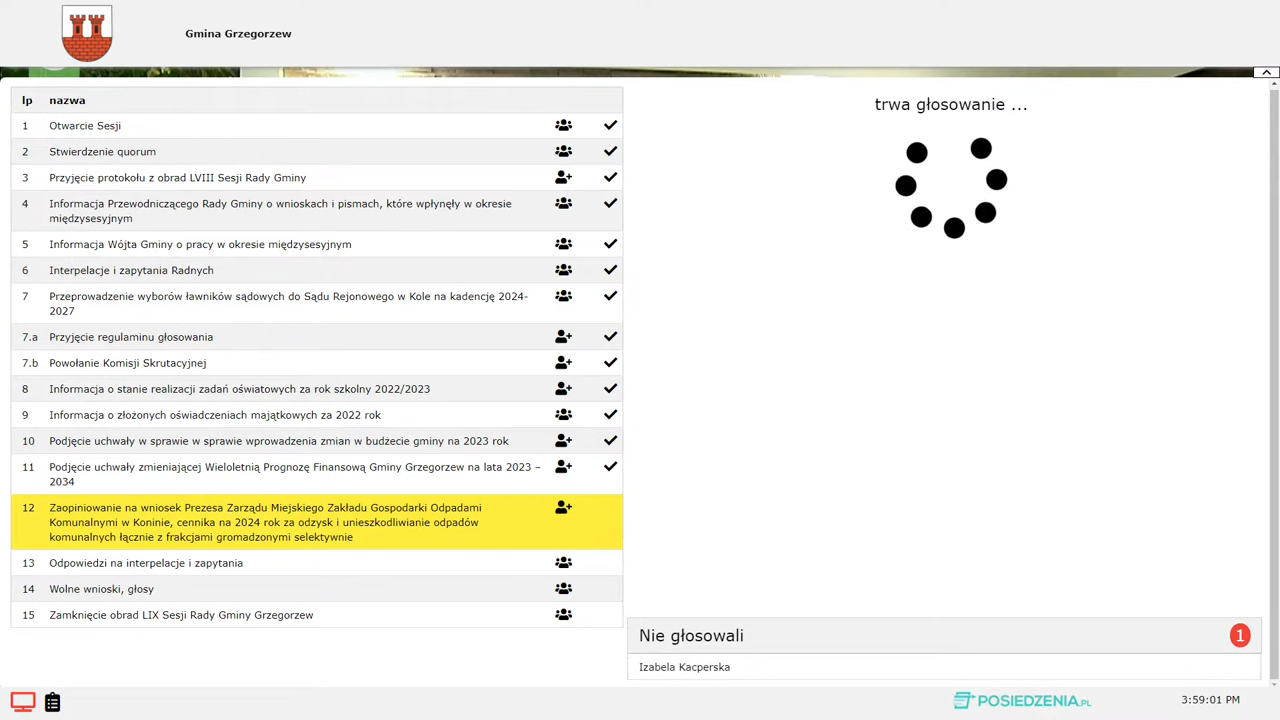 Gmina Grzegorzew
lp nazwa
1 Otwarcie Sesji
2 Stwierdzenie quorum
3 Przyjęcie protokołu z obrad LVIII Sesji Rady Gminy
4 Informacja Przewodniczącego Rady Gminy o wnioskach i pismach, które wpłynęły w okresie
międzysesyjnym
5 Informacja Wójta Gminy o pracy w okresie międzysesyjnym
6 Interpelacje i zapytania Radnych
7 Przeprowadzenie wyborów ławników sądowych do Sądu Rejonowego w Kole na kadencję 2024-
2027
7.a Przyjęcie regulaminu głosowania
7.b Powołanie Komisji Skrutacyjnej
8 Informacja o stanie realizacji zadań oświatowych za rok szkolny 2022/2023
9 Informacja o złożonych oświadczeniach majątkowych za 2022 rok
10 Podjęcie uchwały w sprawie w sprawie wprowadzenia zmian w budżecie gminy na 2023 rok
11 Podjęcie uchwały zmieniającej Wieloletnią Prognozę Finansową Gminy Grzegorzew na lata 2023 –
2034
12 Zaopiniowanie na wniosek Prezesa Zarządu Miejskiego Zakładu Gospodarki Odpadami
Komunalnymi w Koninie, cennika na 2024 rok za odzysk i unieszkodliwianie odpadów
komunalnych łącznie z frakcjami gromadzonymi selektywnie
13 Odpowiedzi na interpelacje i zapytania
14 Wolne wnioski, głosy
15 Zamknięcie obrad LIX Sesji Rady Gminy Grzegorzew
trwa głosowanie ...
Nie głosowali 1
Izabela Kacperska
POSIEDZENIA.PL
3:59:01 PM